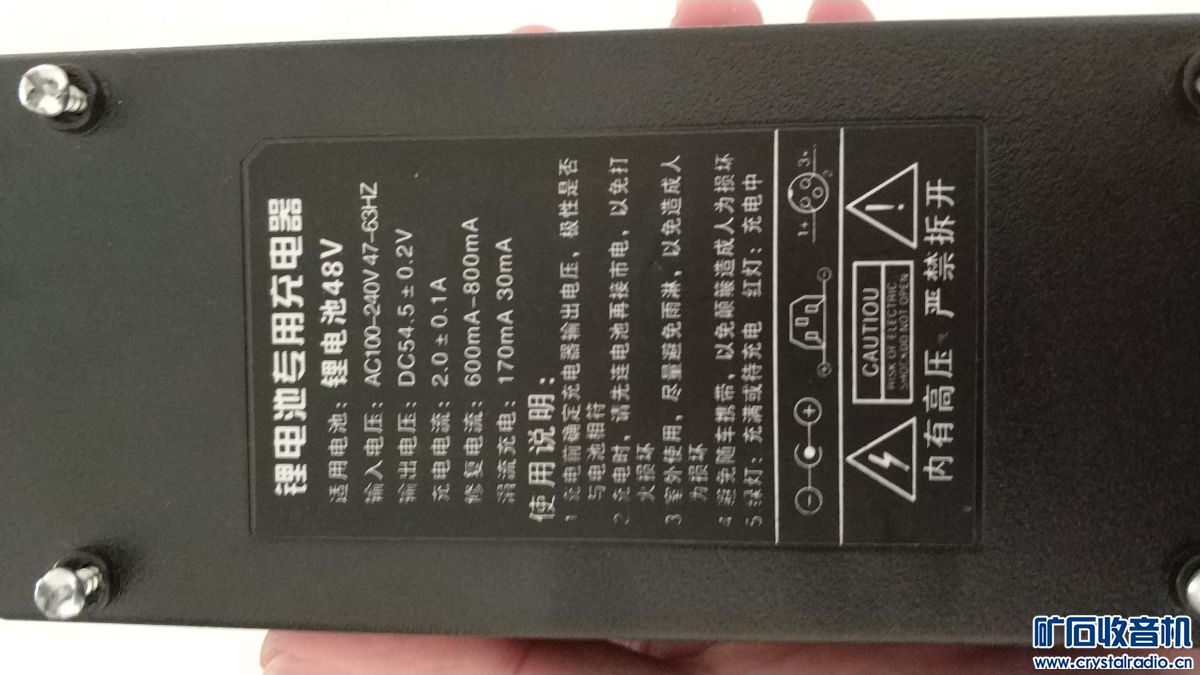 锂电池专用充电器
适用电池：锂电池48V
输入电压：AC100-240V 47-63HZ
输出电压：DC54.5±0.2V
充电电流：2.0±0.1A
修复电流：600mA-800mA
涓流充电：170mA 30mA
使用说明：
1 充电前确定充电器输出电压，极性是否
与电池相符
2 充电时，请先连电池再接市电，以免打
火损坏
3 室外使用，尽量避免雨淋，以免造成人
为损坏
4 避免随车携带，以免颠簸造成人为损坏
5 绿灯：充满或待充电 红灯：充电中
1+ 2 3+
CAUTIOU
RISK OF ELECTRIC
SHOCKDO NOT OPEN
内有高压，严禁拆开
矿石收音机
www.crystalradio.cn